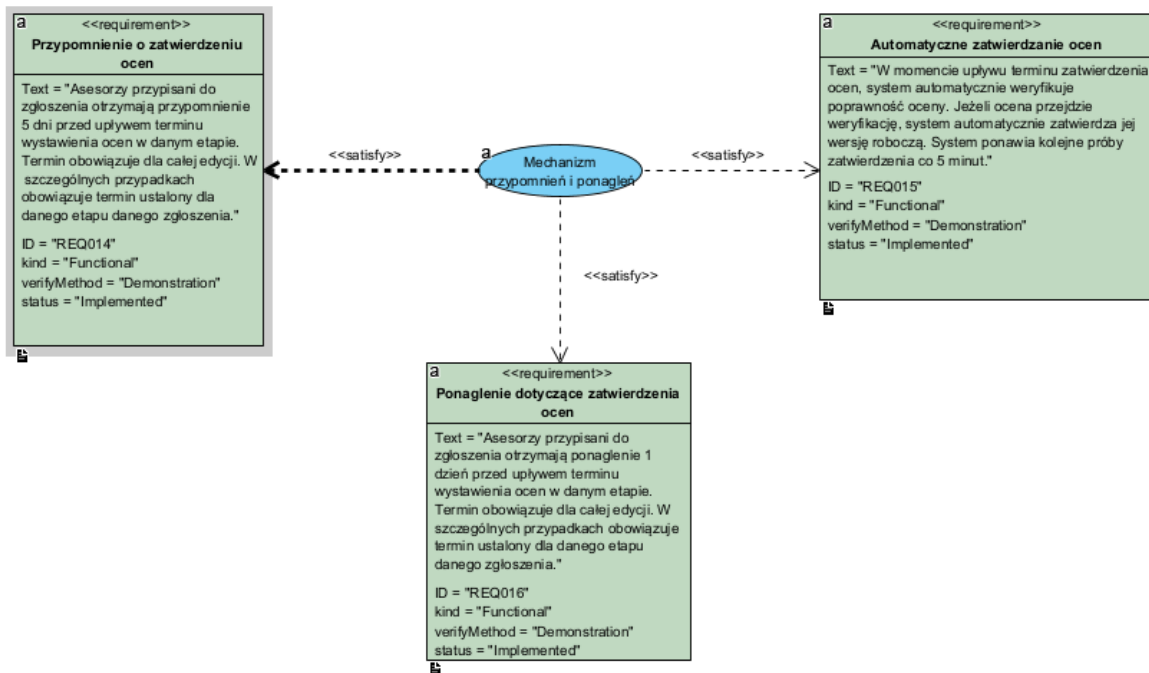 a
<<requirement>>
Przypomnienie o zatwierdzeniu
ocen
Text = "Asesorzy przypisani do
zgłoszenia otrzymają przypomnienie
5 dni przed upływem terminu
wystawienia ocen w danym etapie.
Termin obowiązuje dla całej edycji. W
szczególnych przypadkach
obowiązuje termin ustalony dla
danego etapu danego zgłoszenia."
ID = "REQ014"
kind = "Functional"
verifyMethod = "Demonstration"
status = "Implemented"
<<satisfy>>
a
Mechanizm
przypomnień i ponagleń
<<satisfy>>
<<satisfy>>
a
<<requirement>>
Automatyczne zatwierdzanie ocen
Text = "W momencie upływu terminu zatwierdzenia
ocen, system automatycznie weryfikuje
poprawność oceny. Jeżeli ocena przejdzie
weryfikację, system automatycznie zatwierdza jej
wersję roboczą. System ponawia kolejne próby
zatwierdzenia co 5 minut."
ID = "REQ015"
kind = "Functional"
verifyMethod = "Demonstration"
status = "Implemented"
a
<<requirement>>
Ponaglenie dotyczące zatwierdzenia
ocen
Text = "Asesorzy przypisani do
zgłoszenia otrzymają ponaglenie 1
dzień przed upływem terminu
wystawienia ocen w danym etapie.
Termin obowiązuje dla całej edycji. W
szczególnych przypadkach obowiązuje
termin ustalony dla danego etapu
danego zgłoszenia."
ID = "REQ016"
kind = "Functional"
verifyMethod = "Demonstration"
status = "Implemented"